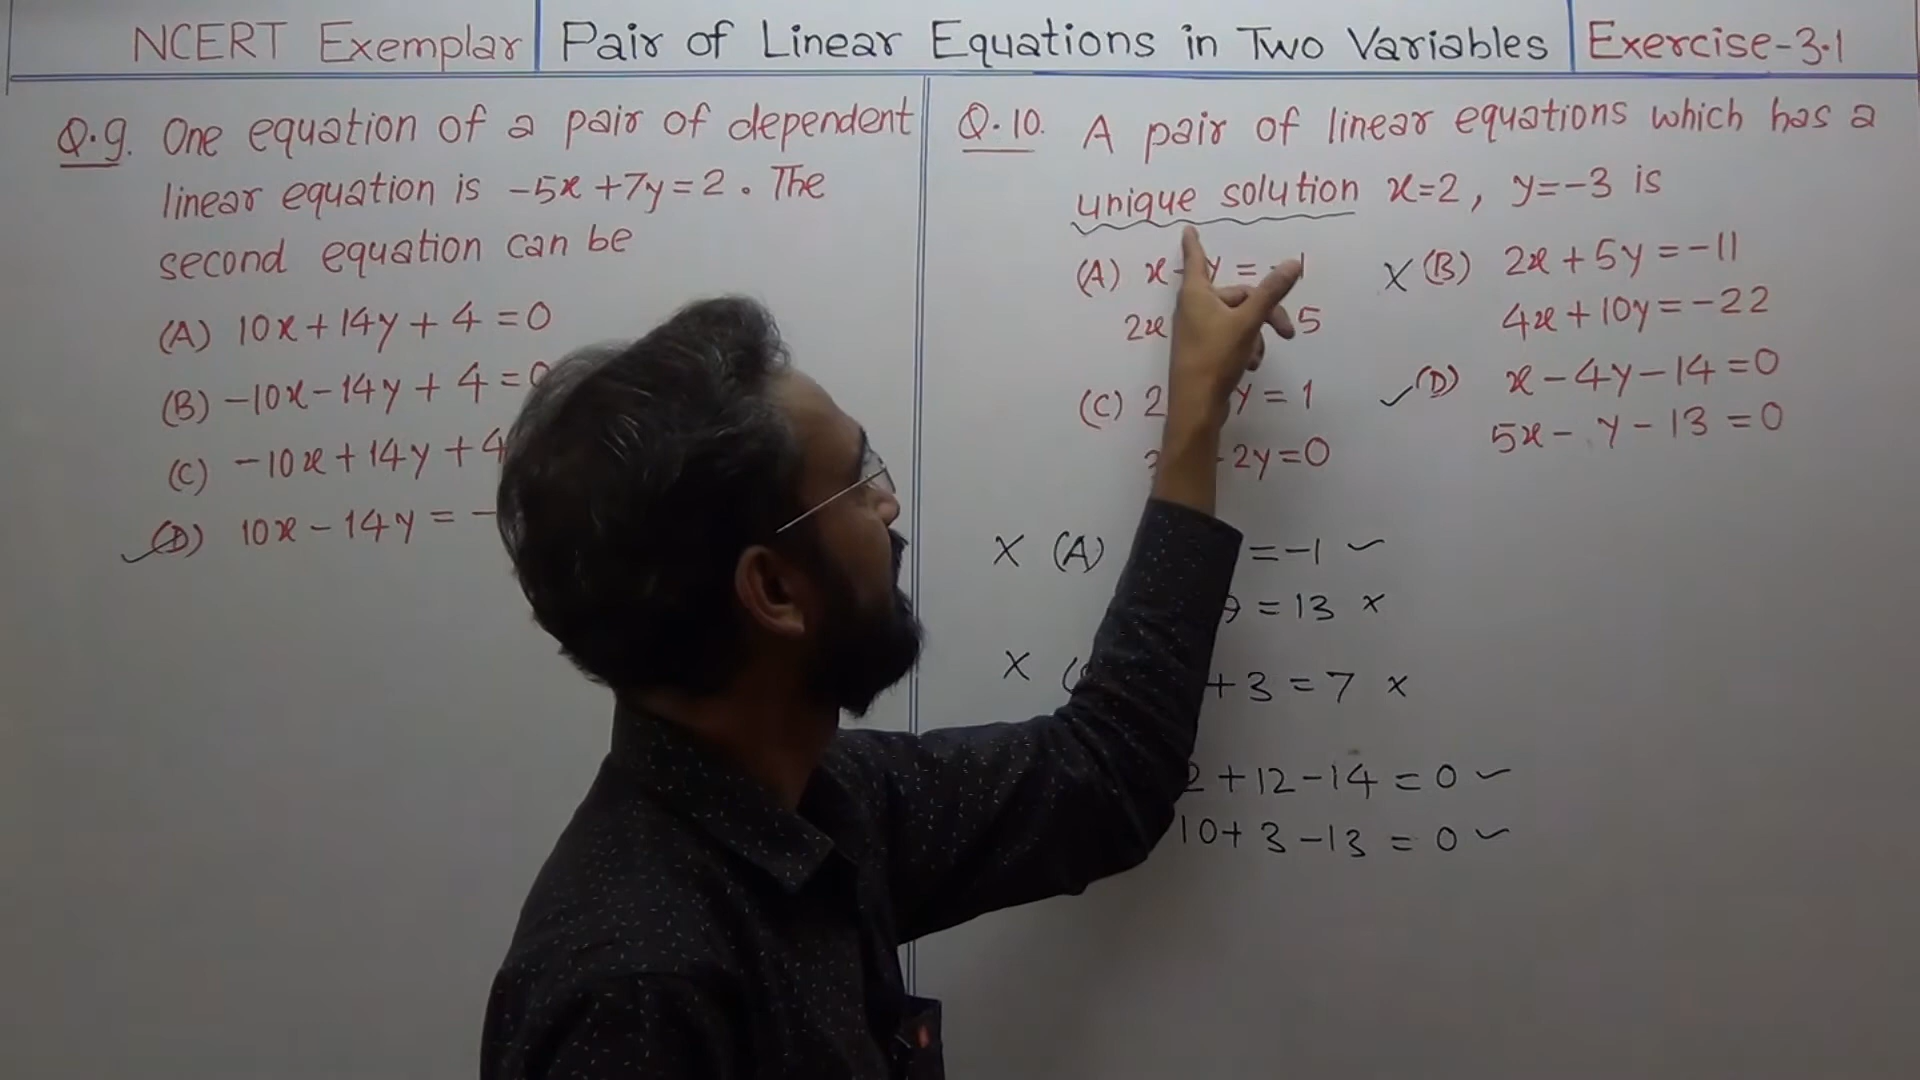 NCERT Exemplar Pair of Linear Equations in Two Variables Exercise-3.1
Q.9. One equation of a pair of dependent
linear equation is -5x+7y=2. The
second equation can be
(A) 10x+14y+4=0
(B) -10x-14y+4=0
(C) -10x+14y+4
(D) 10x-14y=-
Q.10. A pair of linear equations which has a
unique solution x=2, y=-3 is
(A) x y = -1
2x 5
X (B) 2x+5y=-11
4x+10y=-22
(C) 2 y=1
2y=0
(D) x-4y-14=0
5x-y-13=0
X (A) =-1 ✓
9=13 x
X ( +3=7 x
2+12-14=0 ✓
10+3-13=0 ✓